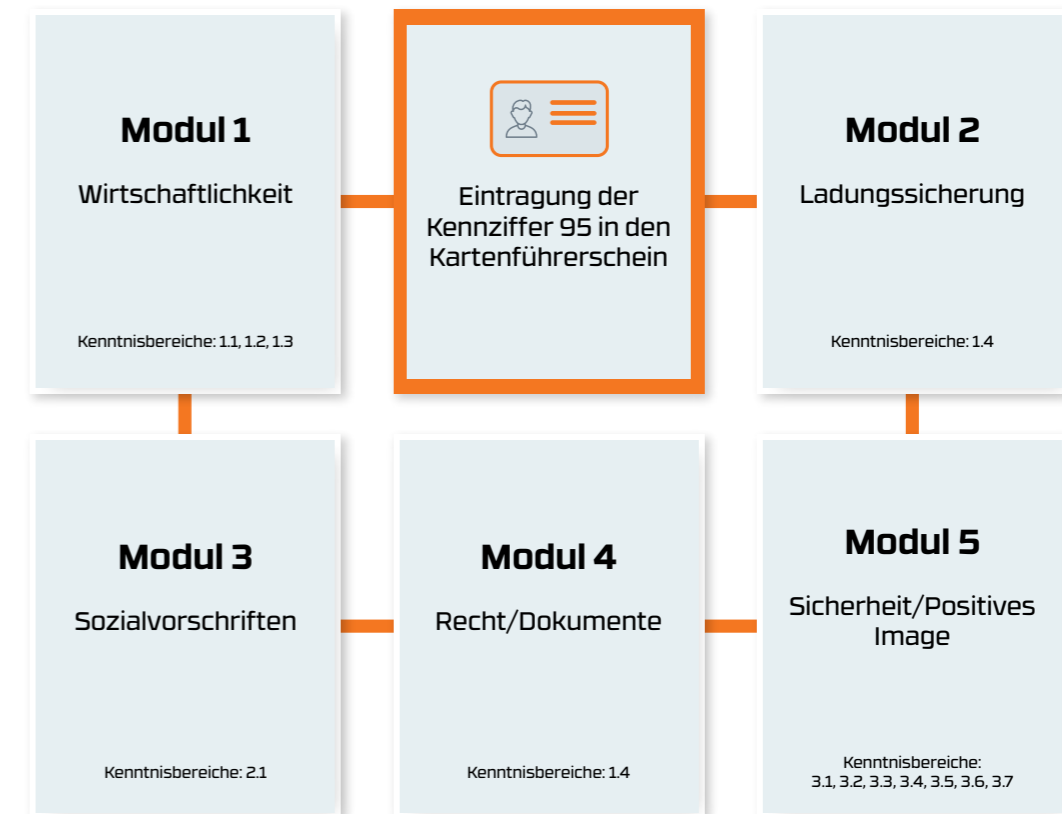 Modul 1
Wirtschaftlichkeit
Kenntnisbereiche: 1.1, 1.2, 1.3
Eintragung der
Kennziffer 95 in den
Kartenführerschein
Modul 2
Ladungssicherung
Kenntnisbereiche: 1.4
Modul 3
Sozialvorschriften
Kenntnisbereiche: 2.1
Modul 4
Recht/Dokumente
Kenntnisbereiche: 1.4
Modul 5
Sicherheit/Positives
Image
Kenntnisbereiche:
3.1, 3.2, 3.3, 3.4, 3.5, 3.6, 3.7